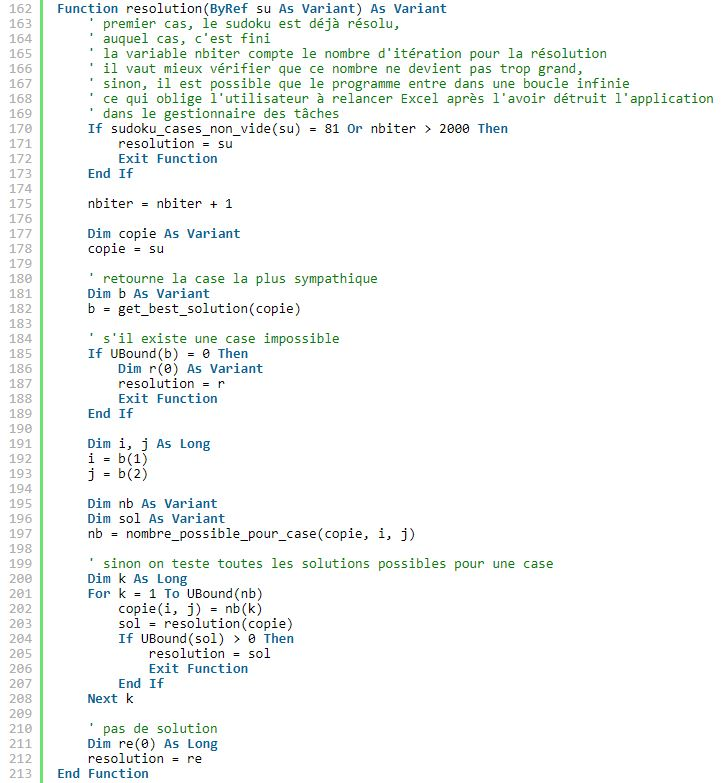 162 Function resolution(ByRef su As Variant) As Variant
163     ' premier cas, le sudoku est déjà résolu,
164     ' auquel cas, c'est fini
165     ' la variable nbiter compte le nombre d'itération pour la résolution
166     ' il vaut mieux vérifier que ce nombre ne devient pas trop grand,
167     ' sinon, il est possible que le programme entre dans une boucle infinie
168     ' ce qui oblige l'utilisateur à relancer Excel après l'avoir détruit l'application
169     ' dans le gestionnaire des tâches
170     If sudoku_cases_non_vide(su) = 81 Or nbiter > 2000 Then
171         resolution = su
172         Exit Function
173     End If
174
175     nbiter = nbiter + 1
176
177     Dim copie As Variant
178     copie = su
179
180     ' retourne la case la plus sympathique
181     Dim b As Variant
182     b = get_best_solution(copie)
183
184     ' s'il existe une case impossible
185     If UBound(b) = 0 Then
186         Dim r(0) As Variant
187         resolution = r
188         Exit Function
189     End If
190
191     Dim i, j As Long
192     i = b(1)
193     j = b(2)
194
195     Dim nb As Variant
196     Dim sol As Variant
197     nb = nombre_possible_pour_case(copie, i, j)
198
199     ' sinon on teste toutes les solutions possibles pour une case
200     Dim k As Long
201     For k = 1 To UBound(nb)
202         copie(i, j) = nb(k)
203         sol = resolution(copie)
204         If UBound(sol) > 0 Then
205             resolution = sol
206             Exit Function
207         End If
208     Next k
209
210     ' pas de solution
211     Dim re(0) As Long
212     resolution = re
213 End Function